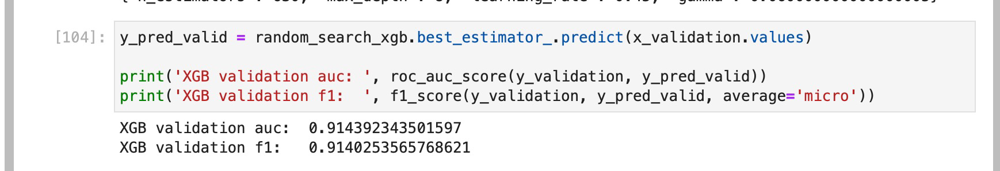 [104]: y_pred_valid = random_search_xgb.best_estimator_.predict(x_validation.values)
print('XGB validation auc: ', roc_auc_score(y_validation, y_pred_valid))
print('XGB validation f1:  ', f1_score(y_validation, y_pred_valid, average='micro'))
XGB validation auc:  0.914392343501597
XGB validation f1:   0.9140253565768621